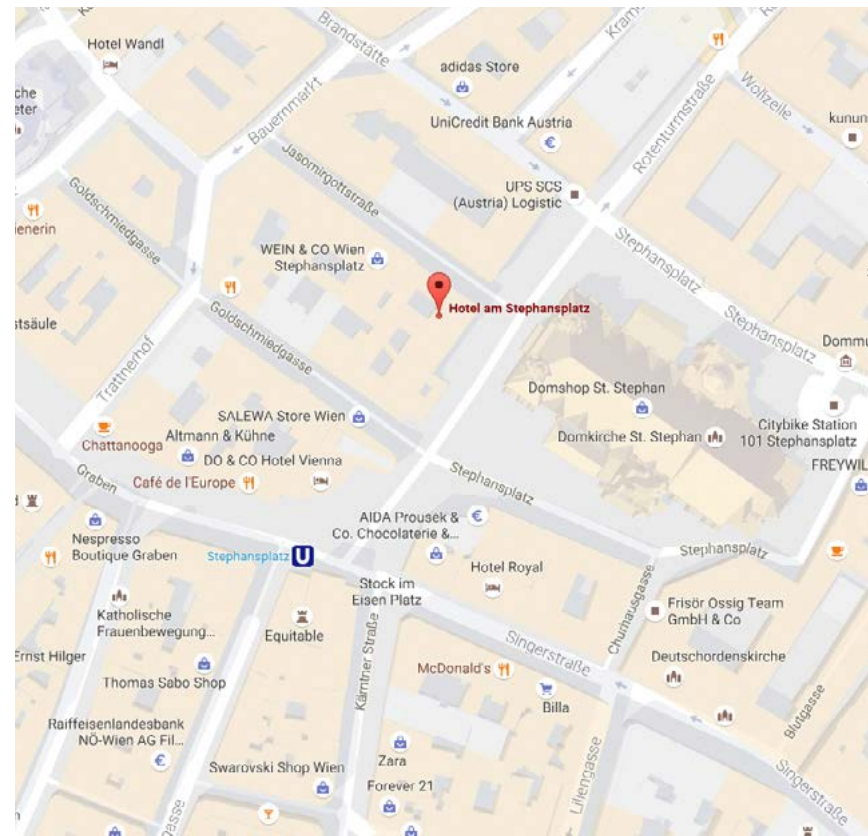 Hotel Wandl
Brandstätte
adidas Store
UniCredit Bank Austria
Wollzeile
Bauernmarkt
Jasomirgottstraße
Rotenturmstraße
UPS SCS
(Austria) Logistic
Goldschmiedgasse
WEIN & CO Wien
Stephansplatz
Stephansplatz
Hotel am Stephansplatz
Stephansplatz
Trattnerhof
Goldschmiedgasse
Domshop St. Stephan
SALEWA Store Wien
Chattanooga
Altmann & Kühne
Domkirche St. Stephan
Citybike Station
101 Stephansplatz
DO & CO Hotel Vienna
Graben
Café de l'Europe
Stephansplatz
FREYWIL
AIDA Prousek &
Co. Chocolaterie &...
Nespresso
Boutique Graben
Stephansplatz U
Stephansplatz
Hotel Royal
Stock im
Eisen Platz
Churhausgasse
Katholische
Frauenbewegung...
Equitable
Frisör Ossig Team
GmbH & Co
Singerstraße
Kärntner Straße
Ernst Hilger
McDonald's
Deutschordenskirche
Thomas Sabo Shop
Billa
Blutgasse
Raiffeisenlandesbank
NÖ-Wien AG Fil...
Zara
Liliengasse
Swarovski Shop Wien
Forever 21
Singerstraße